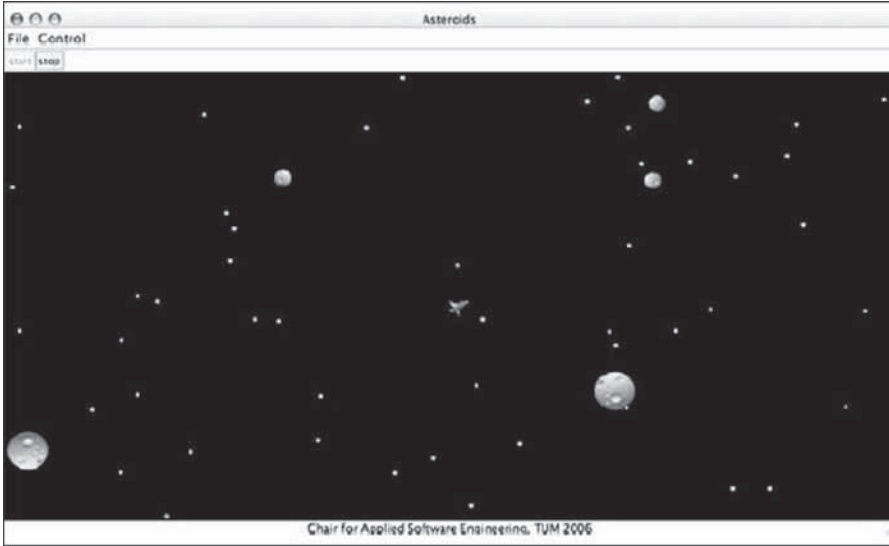 Asteroids
File Control
start stop
Chair for Applied Software Engineering, TUM 2006